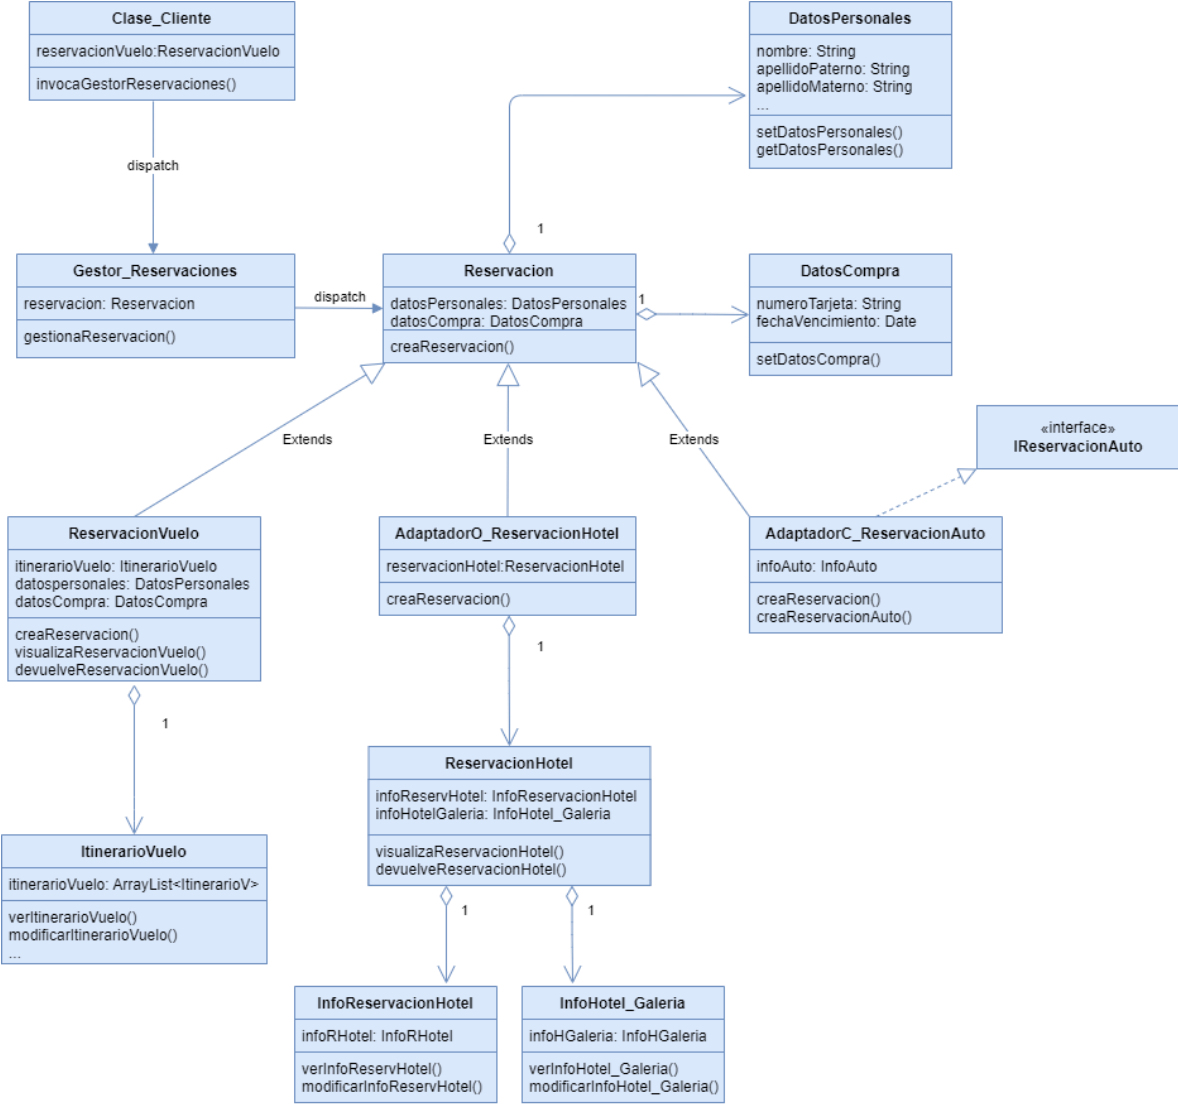 Clase_Cliente
reservacionVuelo:ReservacionVuelo
invocaGestorReservaciones()
DatosPersonales
nombre: String
apellidoPaterno: String
apellidoMaterno: String
...
setDatosPersonales()
getDatosPersonales()
dispatch
1
Gestor_Reservaciones
reservacion: Reservacion
gestionaReservacion()
dispatch
Reservacion
datosPersonales: DatosPersonales
datosCompra: DatosCompra
creaReservacion()
1
DatosCompra
numeroTarjeta: String
fechaVencimiento: Date
setDatosCompra()
Extends
Extends
Extends
«interface»
IReservacionAuto
ReservacionVuelo
itinerarioVuelo: ItinerarioVuelo
datospersonales: DatosPersonales
datosCompra: DatosCompra
creaReservacion()
visualizaReservacionVuelo()
devuelveReservacionVuelo()
AdaptadorO_ReservacionHotel
reservacionHotel:ReservacionHotel
creaReservacion()
AdaptadorC_ReservacionAuto
infoAuto: InfoAuto
creaReservacion()
creaReservacionAuto()
1
1
ReservacionHotel
infoReservHotel: InfoReservacionHotel
infoHotelGaleria: InfoHotel_Galeria
visualizaReservacionHotel()
devuelveReservacionHotel()
ItinerarioVuelo
itinerarioVuelo: ArrayList<ItinerarioV>
verItinerarioVuelo()
modificarItinerarioVuelo()
...
1
1
InfoReservacionHotel
infoRHotel: InfoRHotel
verInfoReservHotel()
modificarInfoReservHotel()
InfoHotel_Galeria
infoHGaleria: InfoHGaleria
verInfoHotel_Galeria()
modificarInfoHotel_Galeria()